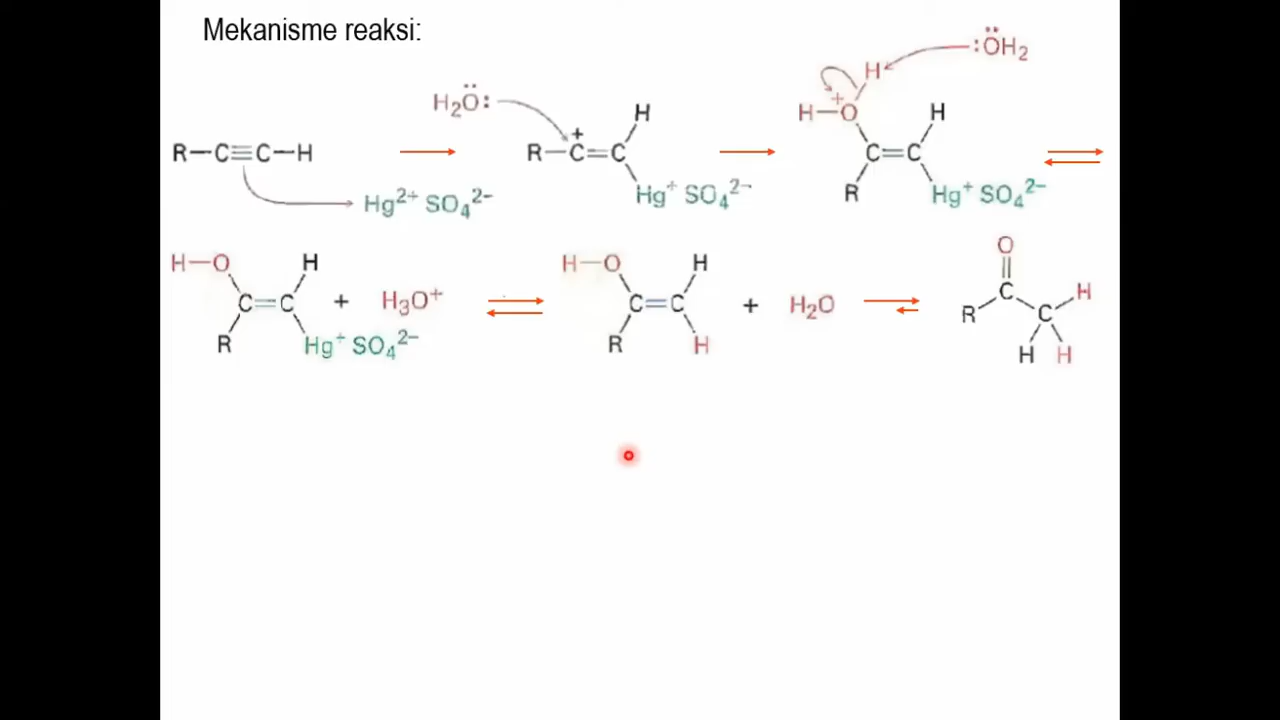 Mekanisme reaksi:
H₂Ö: H H :ÖH₂
R—C≡C—H R—C⁺=C H H—O⁺ C=C H
Hg²⁺ SO₄²⁻ Hg⁺ SO₄²⁻ R Hg⁺ SO₄²⁻
H—O H H—O H O
C=C + H₃O⁺ C=C + H₂O R C C H
R Hg⁺ SO₄²⁻ R H H H